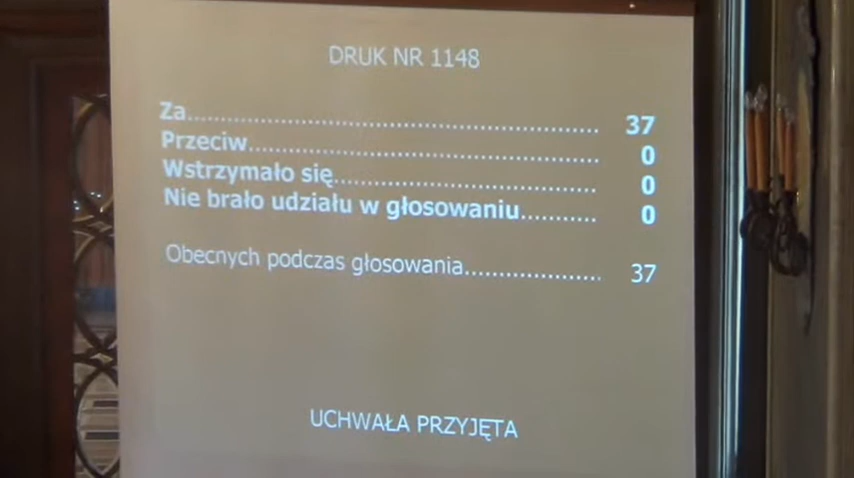 DRUK NR 1148
Za.......................................................... 37
Przeciw.................................................. 0
Wstrzymało się..................................... 0
Nie brało udziału w głosowaniu........... 0
Obecnych podczas głosowania................... 37
UCHWAŁA PRZYJĘTA